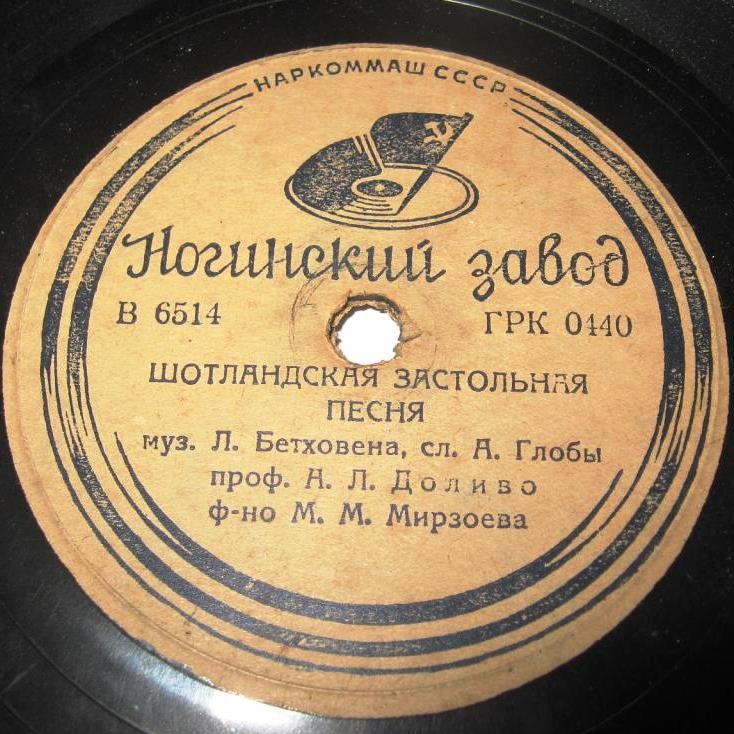 НАРКОММАШ СССР
Ногинский завод
В 6514 ГРК 0440
ШОТЛАНДСКАЯ ЗАСТОЛЬНАЯ
ПЕСНЯ
муз. Л. Бетховена, сл. А. Глобы
проф. А. Л. Доливо
ф-но М. М. Мирзоева